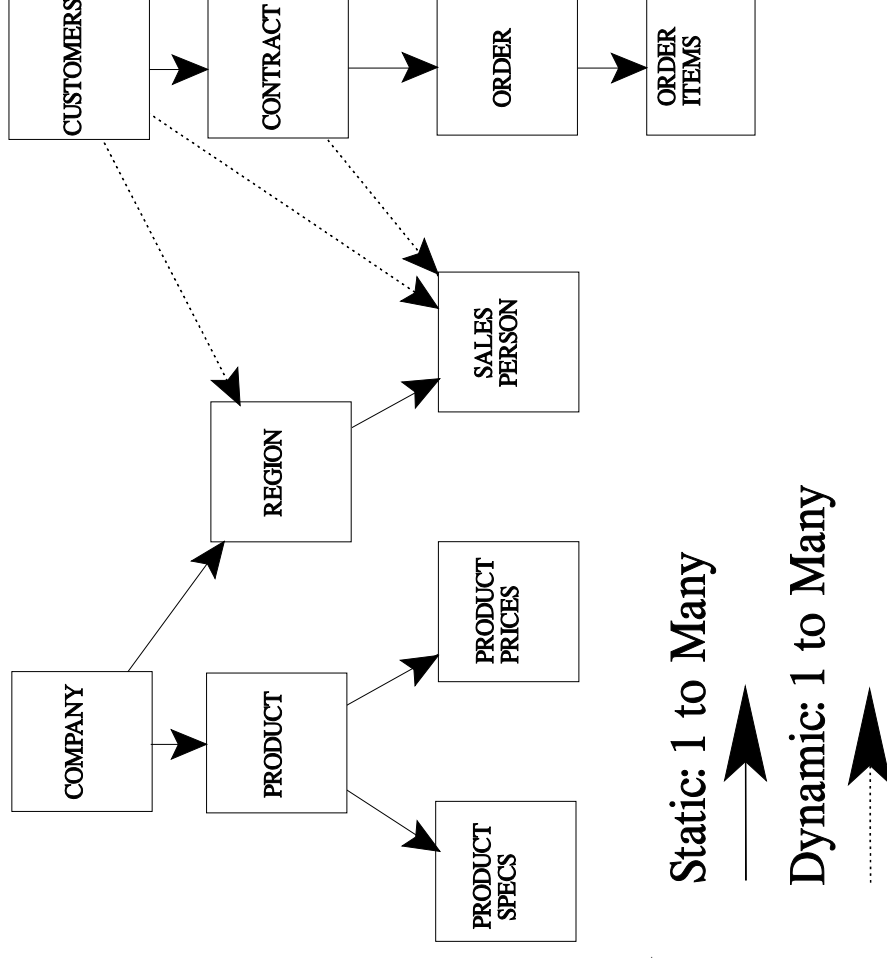 CUSTOMERS
CONTRACT
ORDER
ORDER
ITEMS
SALES
PERSON
REGION
COMPANY
PRODUCT
PRODUCT
PRICES
PRODUCT
SPECS
Static: 1 to Many
Dynamic: 1 to Many